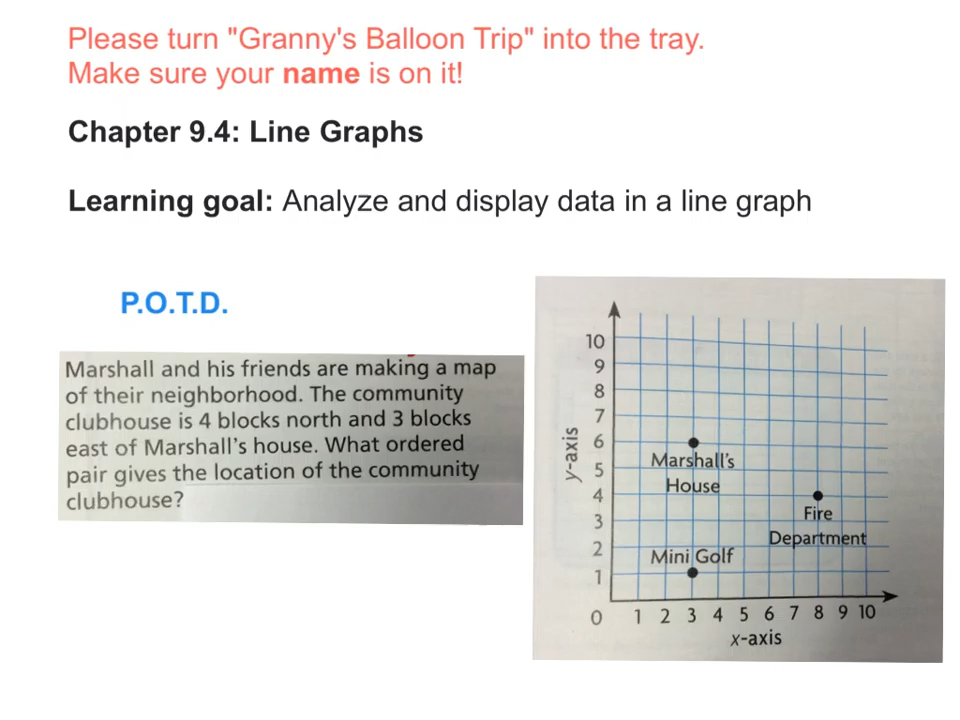 Please turn "Granny's Balloon Trip" into the tray.
Make sure your name is on it!
Chapter 9.4: Line Graphs
Learning goal: Analyze and display data in a line graph
P.O.T.D.
Marshall and his friends are making a map
of their neighborhood. The community
clubhouse is 4 blocks north and 3 blocks
east of Marshall's house. What ordered
pair gives the location of the community
clubhouse?
10
9
8
7
6
5
4
3
2
1
y-axis
Marshall's
House
Fire
Department
Mini Golf
0 1 2 3 4 5 6 7 8 9 10
x-axis